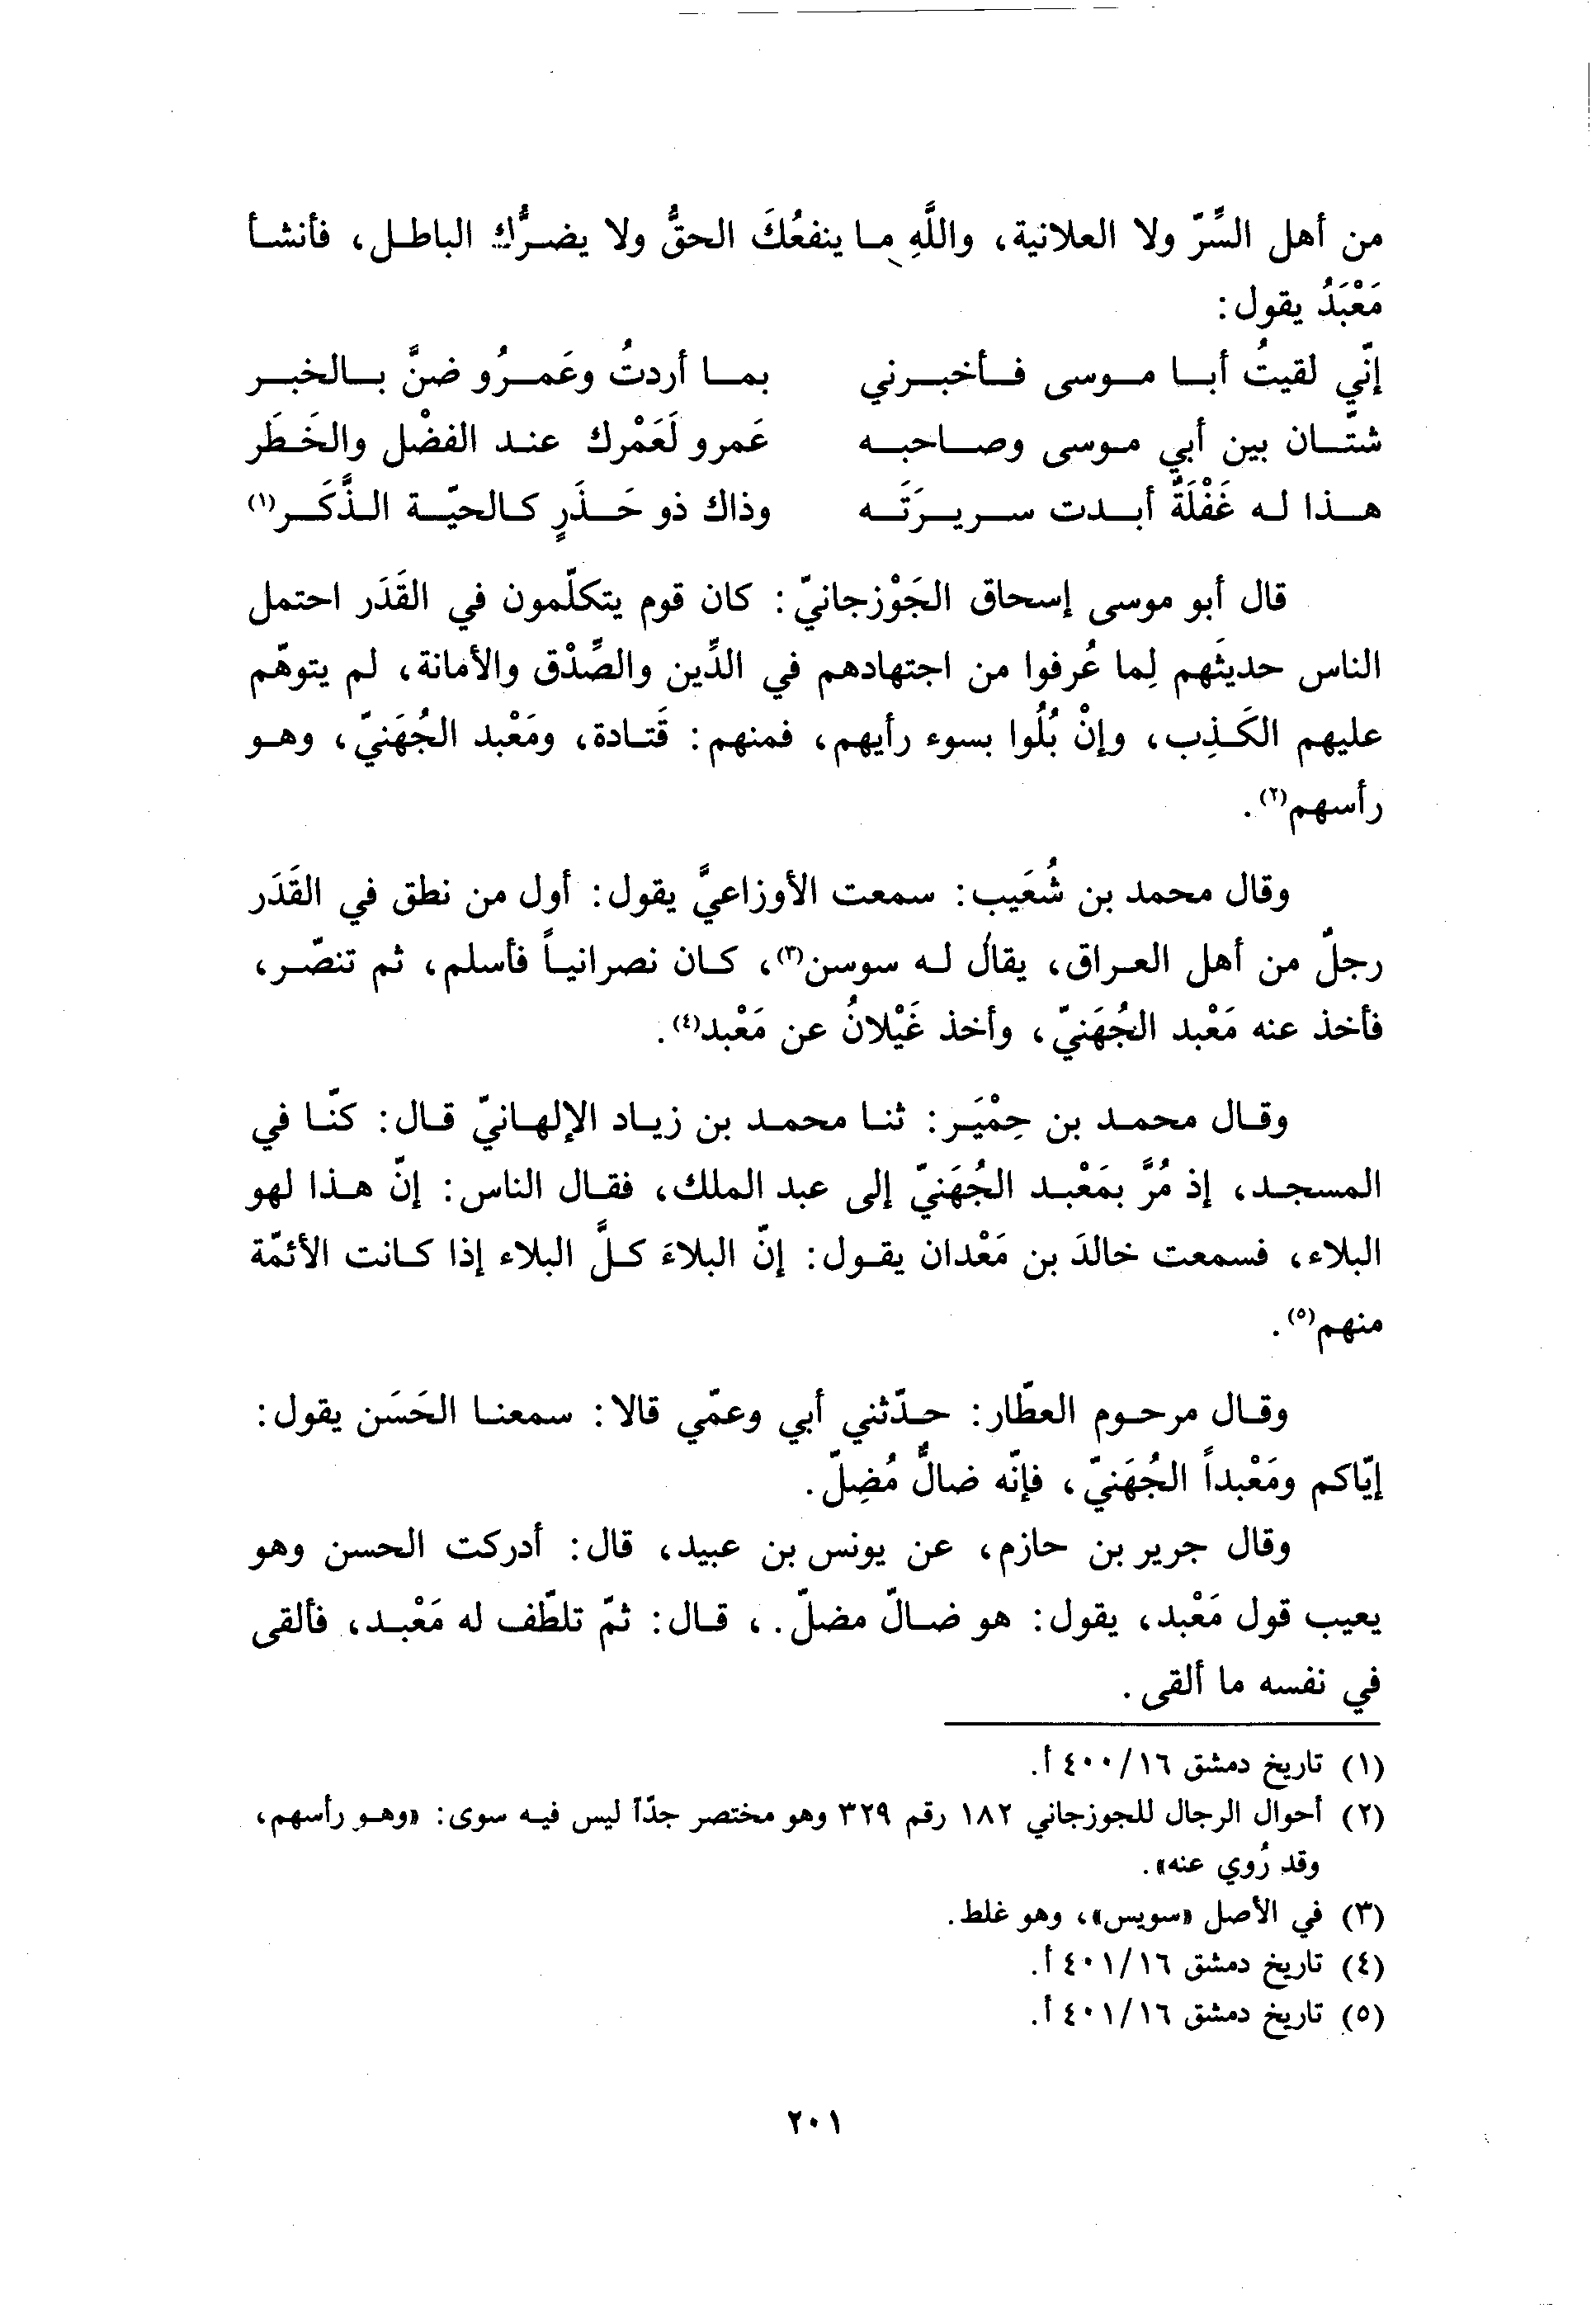 من أهل السِّرّ ولا العلانية، واللَّهِ ما ينفعُكَ الحقُّ ولا يضرُّك الباطل، فأنشأ
مَعْبَدُ يقول:
إنّي لقيتُ أبا موسى فأخبرني بما أردتُ وعَمرُو ضنَّ بالخبر
شتّان بين أبي موسى وصاحبه عَمرو لَعَمْرك عند الفضْل والخَطَر
هذا له غَفْلَةٌ أبدت سريرَتَه وذاك ذو حَذَرٍ كالحيّة الذَّكَر(١)
قال أبو موسى إسحاق الجَوْزجانيّ: كان قوم يتكلّمون في القَدَر احتمل
الناس حديثَهم لِما عُرفوا من اجتهادهم في الدِّين والصِّدْق والأمانة، لم يتوهّم
عليهم الكَذِب، وإنْ بُلُوا بسوء رأيهم، فمنهم: قَتادة، ومَعْبد الجُهَنيّ، وهو
رأسهم(٢).
وقال محمد بن شُعَيب: سمعت الأوزاعيَّ يقول: أول من نطق في القَدَر
رجلٌ من أهل العراق، يقال له سوسن(٣)، كان نصرانياً فأسلم، ثم تنصّر،
فأخذ عنه مَعْبد الجُهَنيّ، وأخذ غَيْلانُ عن مَعْبد(٤).
وقال محمد بن حِمْيَر: ثنا محمد بن زياد الإلهانيّ قال: كنّا في
المسجد، إذ مُرَّ بمَعْبد الجُهَنيّ إلى عبد الملك، فقال الناس: إنّ هذا لهو
البلاء، فسمعت خالدَ بن مَعْدان يقول: إنّ البلاءَ كلَّ البلاء إذا كانت الأئمّة
منهم(٥).
وقال مرحوم العطّار: حدّثني أبي وعمّي قالا: سمعنا الحَسَن يقول:
إيّاكم ومَعْبداً الجُهَنيّ، فإنّه ضالٌّ مُضِلّ.
وقال جرير بن حازم، عن يونس بن عبيد، قال: أدركت الحسن وهو
يعيب قول مَعْبد، يقول: هو ضالّ مضلّ.، قال: ثمّ تلطّف له مَعْبد، فألقى
في نفسه ما ألقى.
(١) تاريخ دمشق ٤٠٠/١٦ أ.
(٢) أحوال الرجال للجوزجاني ١٨٢ رقم ٣٢٩ وهو مختصر جدّاً ليس فيه سوى: «وهو رأسهم،
وقد رُوي عنه».
(٣) في الأصل «سويس»، وهو غلط.
(٤) تاريخ دمشق ٤٠١/١٦ أ.
(٥) تاريخ دمشق ٤٠١/١٦ أ.
٢٠١